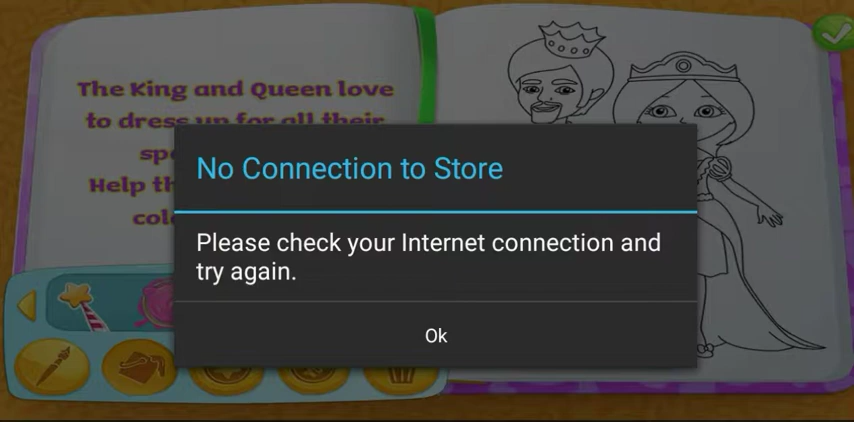 The King and Queen love
to dress up for all their
Help
No Connection to Store
Please check your Internet connection and
try again.
Ok